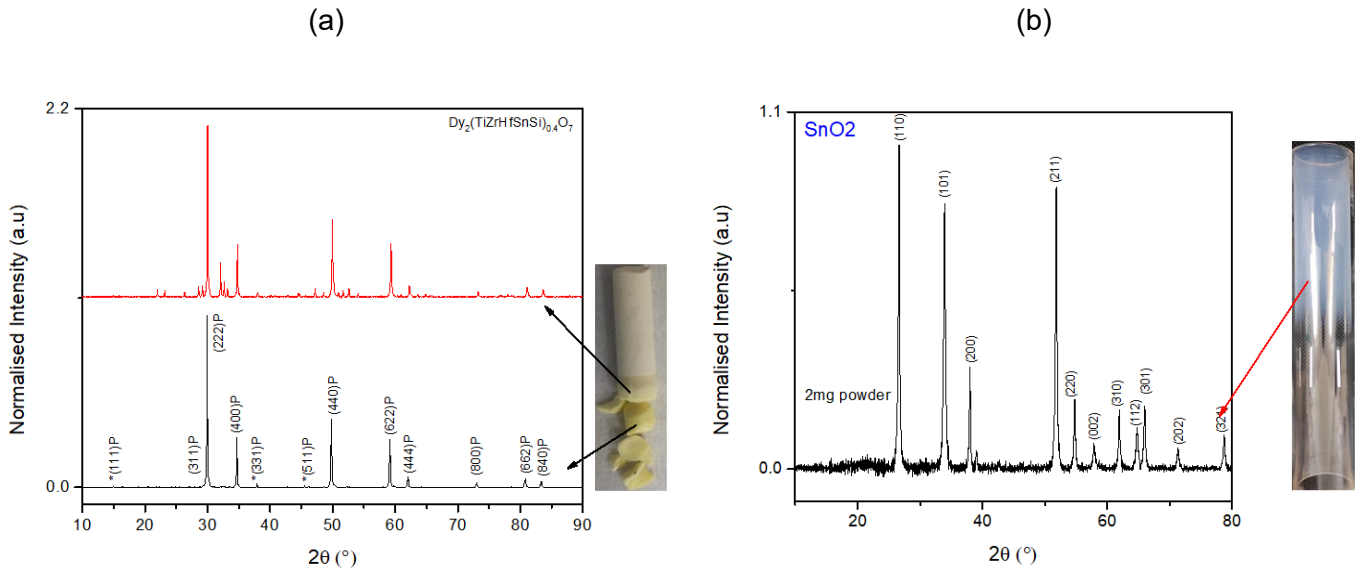 (a)
(b)
2.2
Dy₂(TiZrHfSnSi)₀.₄O₇
Normalised Intensity (a.u)
*(111)P
(311)P
(222)P
(400)P
*(331)P
*(511)P
(440)P
(622)P
(444)P
(800)P
(662)P
(840)P
0.0
10 20 30 40 50 60 70 80 90
2θ (°)
1.1
SnO2
Normalised Intensity (a.u)
(110)
(101)
(200)
(211)
(220)
(002)
(310)
(112)
(301)
(202)
(321)
2mg powder
0.0
20 40 60 80
2θ (°)